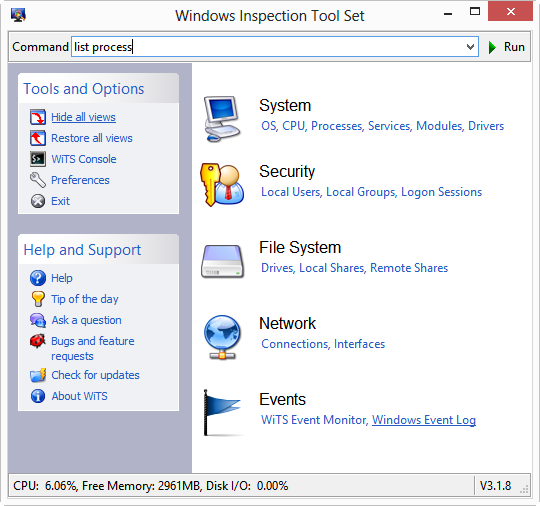 Windows Inspection Tool Set
Command list process Run
Tools and Options
Hide all views
Restore all views
WiTS Console
Preferences
Exit
Help and Support
Help
Tip of the day
Ask a question
Bugs and feature
requests
Check for updates
About WiTS
System
OS, CPU, Processes, Services, Modules, Drivers
Security
Local Users, Local Groups, Logon Sessions
File System
Drives, Local Shares, Remote Shares
Network
Connections, Interfaces
Events
WiTS Event Monitor, Windows Event Log
CPU: 6.06%, Free Memory: 2961MB, Disk I/O: 0.00% V3.1.8